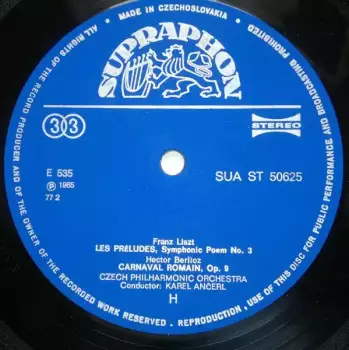 • MADE IN CZECHOSLOVAKIA •
ALL RIGHTS OF THE RECORD PRODUCER AND OF THE OWNER OF THE RECORDED WORK RESERVED . REPRODUCTION , USE OF THIS DISC FOR PUBLIC PERFORMANCE AND BROADCASTING PROHIBITED
SUPRAPHON
33
STEREO
E 535
Ⓟ 1965
77 2
SUA ST 50625
Franz Liszt
LES PRÉLUDES, Symphonic Poem No. 3
Hector Berlioz
CARNAVAL ROMAIN, Op. 9
CZECH PHILHARMONIC ORCHESTRA
Conductor: KAREL ANČERL
H